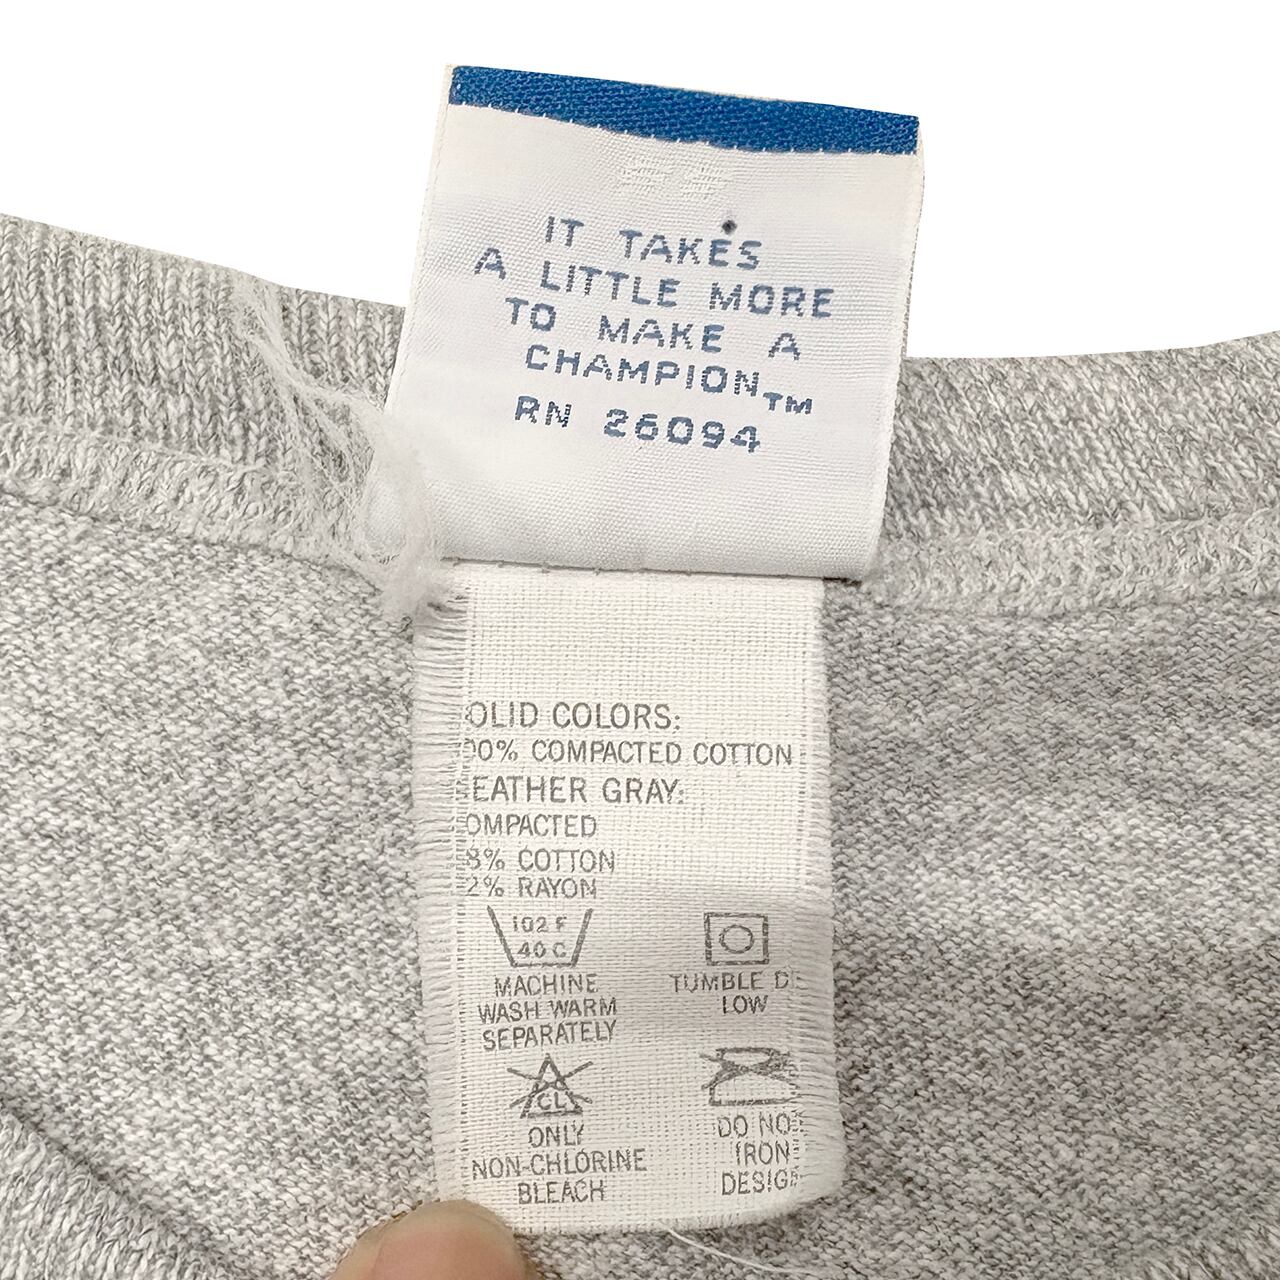 IT TAKES
A LITTLE MORE
TO MAKE A
CHAMPION™
RN 26094
OLID COLORS:
00% COMPACTED COTTON
EATHER GRAY:
OMPACTED
8% COTTON
2% RAYON
102 F
40 C
MACHINE
WASH WARM
SEPARATELY
TUMBLE D
LOW
CL
ONLY
NON-CHLORINE
BLEACH
DO NO
IRON
DESIG